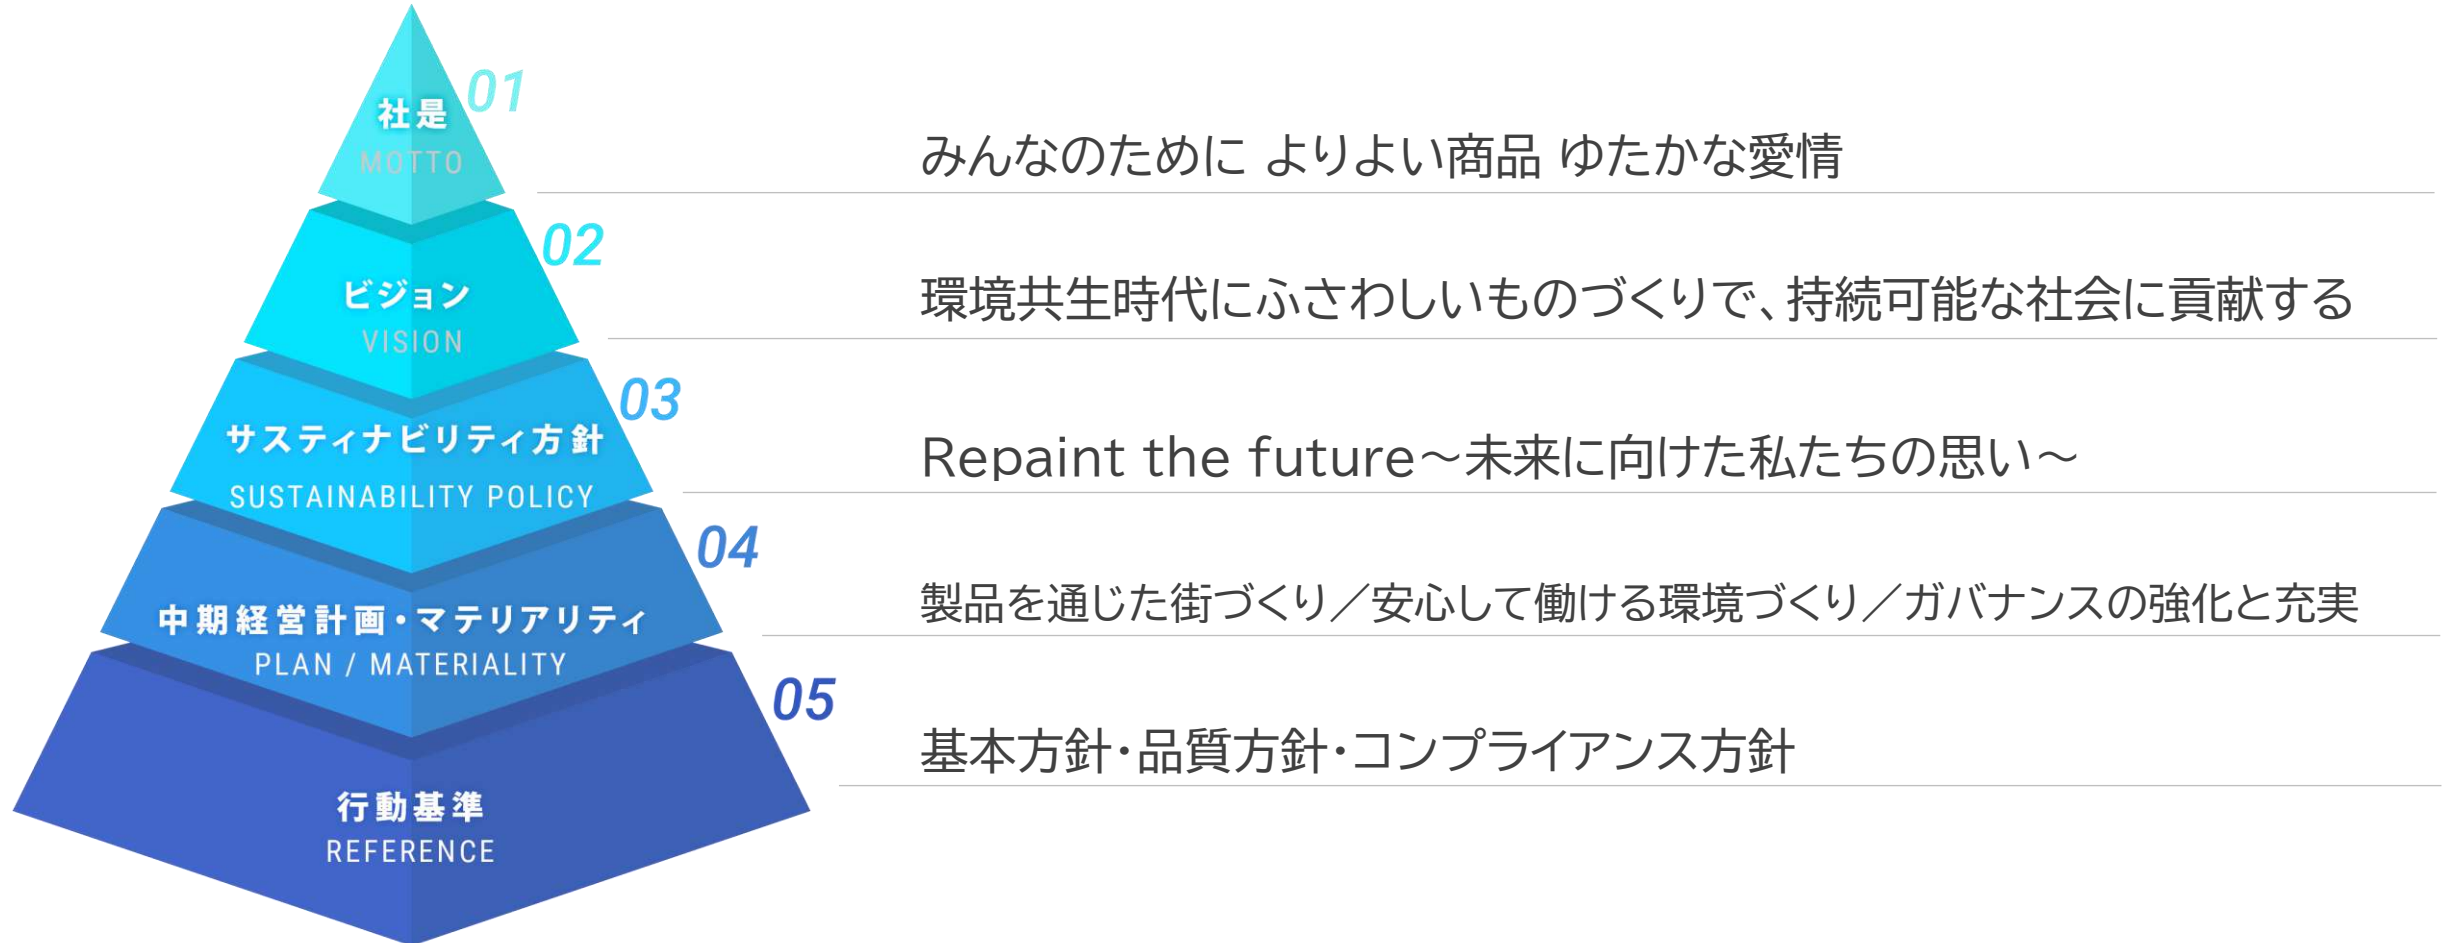 01
社是
MOTTO
みんなのために よりよい商品 ゆたかな愛情
02
ビジョン
VISION
環境共生時代にふさわしいものづくりで、持続可能な社会に貢献する
03
サスティナビリティ方針
SUSTAINABILITY POLICY
Repaint the future～未来に向けた私たちの思い～
04
中期経営計画・マテリアリティ
PLAN / MATERIALITY
製品を通じた街づくり／安心して働ける環境づくり／ガバナンスの強化と充実
05
行動基準
REFERENCE
基本方針・品質方針・コンプライアンス方針